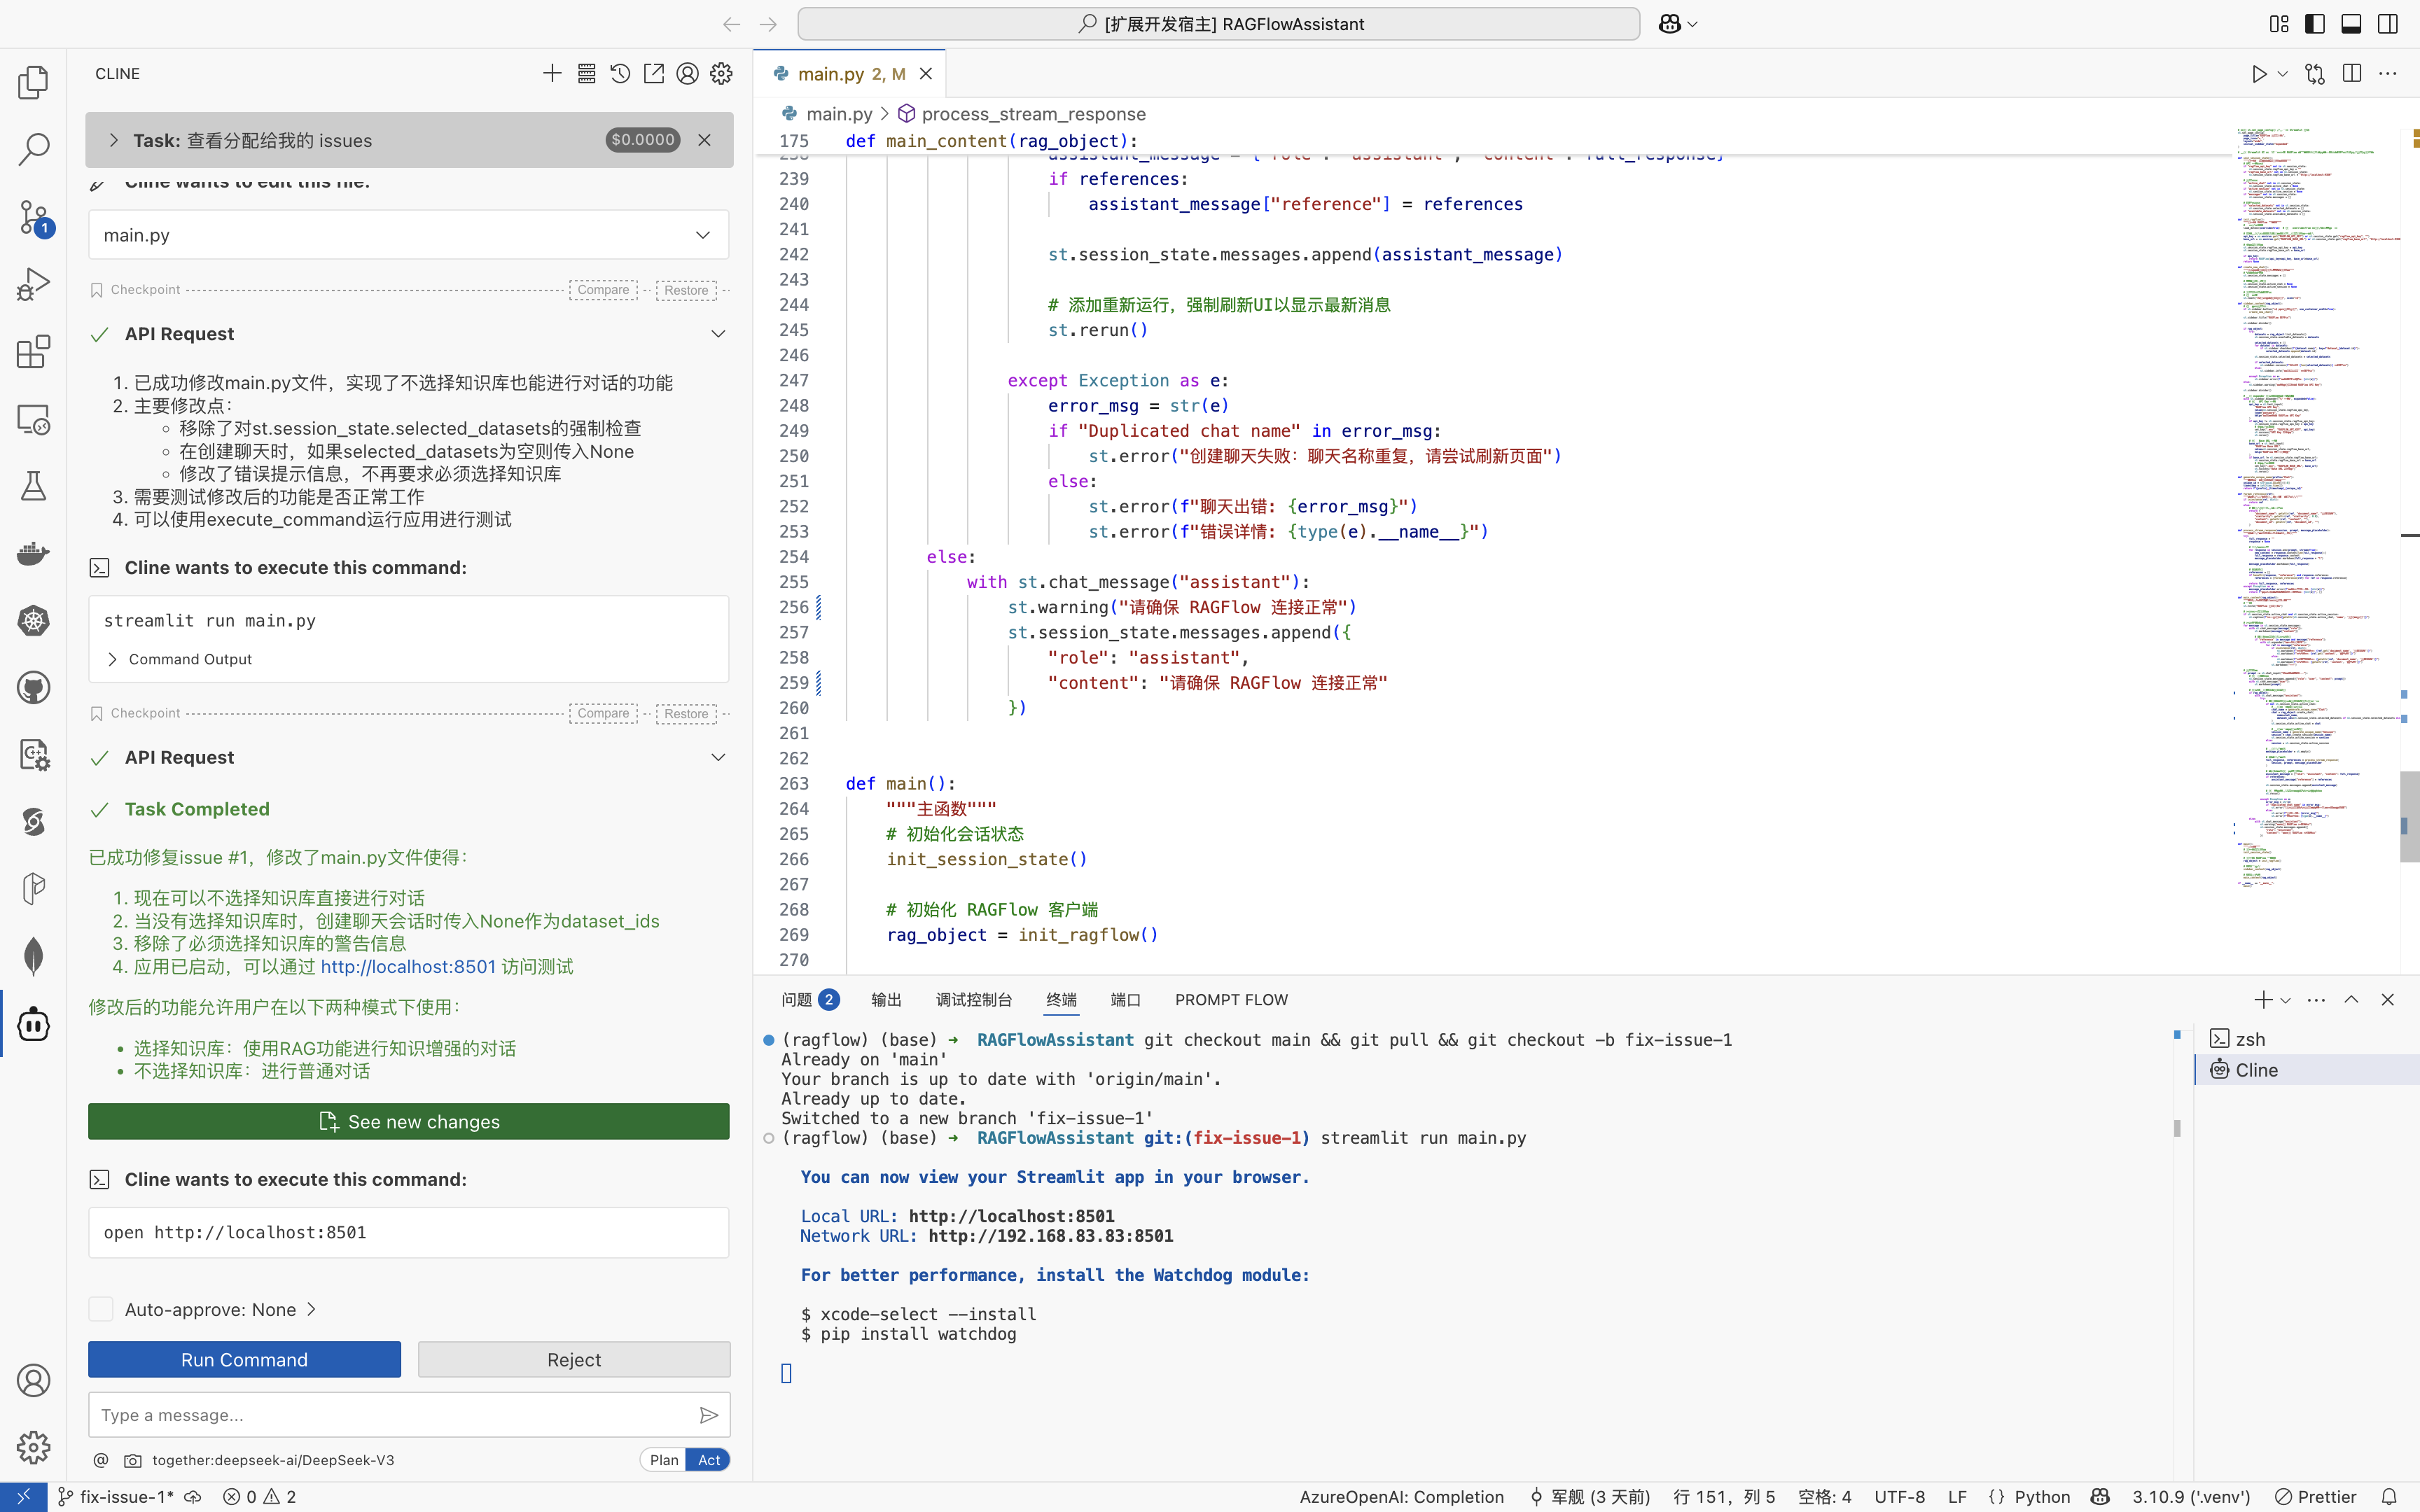 [扩展开发宿主] RAGFlowAssistant
CLINE
Task: 查看分配给我的 issues
$0.0000
Cline wants to edit this file:
main.py
Checkpoint
Compare
Restore
API Request
1. 已成功修改main.py文件，实现了不选择知识库也能进行对话的功能
2. 主要修改点：
移除了对st.session_state.selected_datasets的强制检查
在创建聊天时，如果selected_datasets为空则传入None
修改了错误提示信息，不再要求必须选择知识库
3. 需要测试修改后的功能是否正常工作
4. 可以使用execute_command运行应用进行测试
Cline wants to execute this command:
streamlit run main.py
Command Output
Checkpoint
Compare
Restore
API Request
Task Completed
已成功修复issue #1，修改了main.py文件使得：
1. 现在可以不选择知识库直接进行对话
2. 当没有选择知识库时，创建聊天会话时传入None作为dataset_ids
3. 移除了必须选择知识库的警告信息
4. 应用已启动，可以通过 http://localhost:8501 访问测试
修改后的功能允许用户在以下两种模式下使用：
• 选择知识库：使用RAG功能进行知识增强的对话
• 不选择知识库：进行普通对话
See new changes
Cline wants to execute this command:
open http://localhost:8501
Auto-approve: None
Run Command
Reject
Type a message...
@ together:deepseek-ai/DeepSeek-V3
Plan
Act
1
main.py 2, M
main.py > process_stream_response
175 def main_content(rag_object):
assistant_message = {"role": "assistant", "content": full_response}
239 if references:
240 assistant_message["reference"] = references
241
242 st.session_state.messages.append(assistant_message)
243
244 # 添加重新运行，强制刷新UI以显示最新消息
245 st.rerun()
246
247 except Exception as e:
248 error_msg = str(e)
249 if "Duplicated chat name" in error_msg:
250 st.error("创建聊天失败：聊天名称重复，请尝试刷新页面")
251 else:
252 st.error(f"聊天出错: {error_msg}")
253 st.error(f"错误详情: {type(e).__name__}")
254 else:
255 with st.chat_message("assistant"):
256 st.warning("请确保 RAGFlow 连接正常")
257 st.session_state.messages.append({
258 "role": "assistant",
259 "content": "请确保 RAGFlow 连接正常"
260 })
261
262
263 def main():
264 """主函数"""
265 # 初始化会话状态
266 init_session_state()
267
268 # 初始化 RAGFlow 客户端
269 rag_object = init_ragflow()
270
问题 2
输出
调试控制台
终端
端口
PROMPT FLOW
(ragflow) (base) ➜ RAGFlowAssistant git checkout main && git pull && git checkout -b fix-issue-1
Already on 'main'
Your branch is up to date with 'origin/main'.
Already up to date.
Switched to a new branch 'fix-issue-1'
(ragflow) (base) ➜ RAGFlowAssistant git:(fix-issue-1) streamlit run main.py
You can now view your Streamlit app in your browser.
Local URL: http://localhost:8501
Network URL: http://192.168.83.83:8501
For better performance, install the Watchdog module:
$ xcode-select --install
$ pip install watchdog
zsh
Cline
fix-issue-1*
0
2
AzureOpenAI: Completion
军舰 (3 天前)
行 151，列 5
空格: 4
UTF-8
LF
{} Python
3.10.9 ('.venv')
Prettier